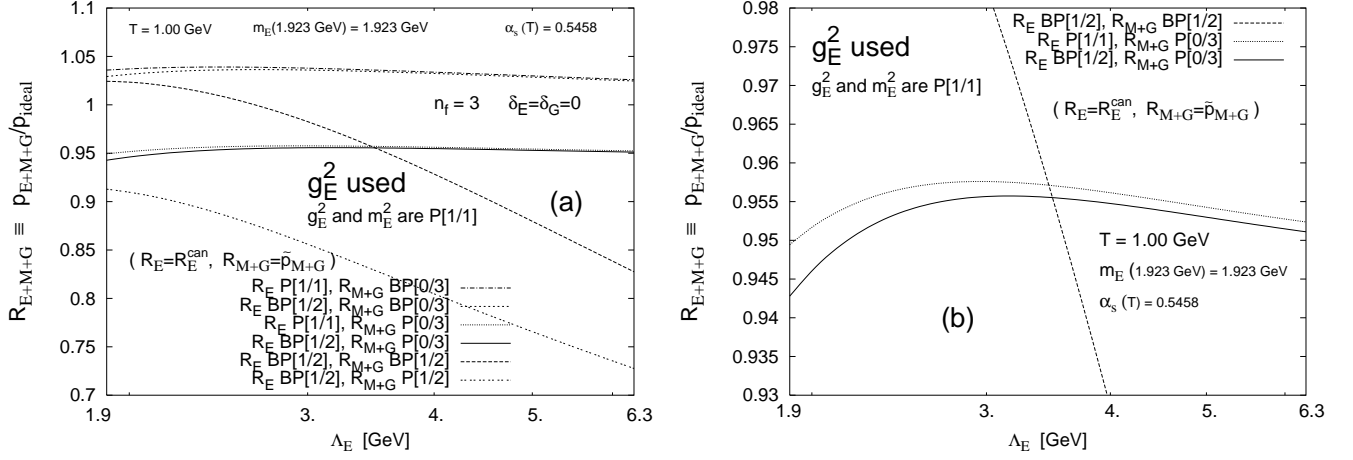 R_E+M+G ≡ p_E+M+G/p_ideal
1.1
1.05
1
0.95
0.9
0.85
0.8
0.75
0.7
T = 1.00 GeV m_E(1.923 GeV) = 1.923 GeV α_s(T) = 0.5458
n_f = 3 δ_E=δ_G=0
g_E^2 used
(a)
g_E^2 and m_E^2 are P[1/1]
( R_E=R_E^can, R_M+G=p̃_M+G )
R_E P[1/1], R_M+G BP[0/3]
R_E BP[1/2], R_M+G BP[0/3]
R_E P[1/1], R_M+G P[0/3]
R_E BP[1/2], R_M+G P[0/3]
R_E BP[1/2], R_M+G BP[1/2]
R_E BP[1/2], R_M+G P[1/2]
1.9 3. 4. 5. 6.3
Λ_E [GeV]
R_E+M+G ≡ p_E+M+G/p_ideal
0.98
0.975
0.97
0.965
0.96
0.955
0.95
0.945
0.94
0.935
0.93
R_E BP[1/2], R_M+G BP[1/2]
R_E P[1/1], R_M+G P[0/3]
R_E BP[1/2], R_M+G P[0/3]
g_E^2 used
g_E^2 and m_E^2 are P[1/1]
( R_E=R_E^can, R_M+G=p̃_M+G )
T = 1.00 GeV
m_E (1.923 GeV) = 1.923 GeV
α_s (T) = 0.5458
(b)
1.9 3. 4. 5. 6.3
Λ_E [GeV]